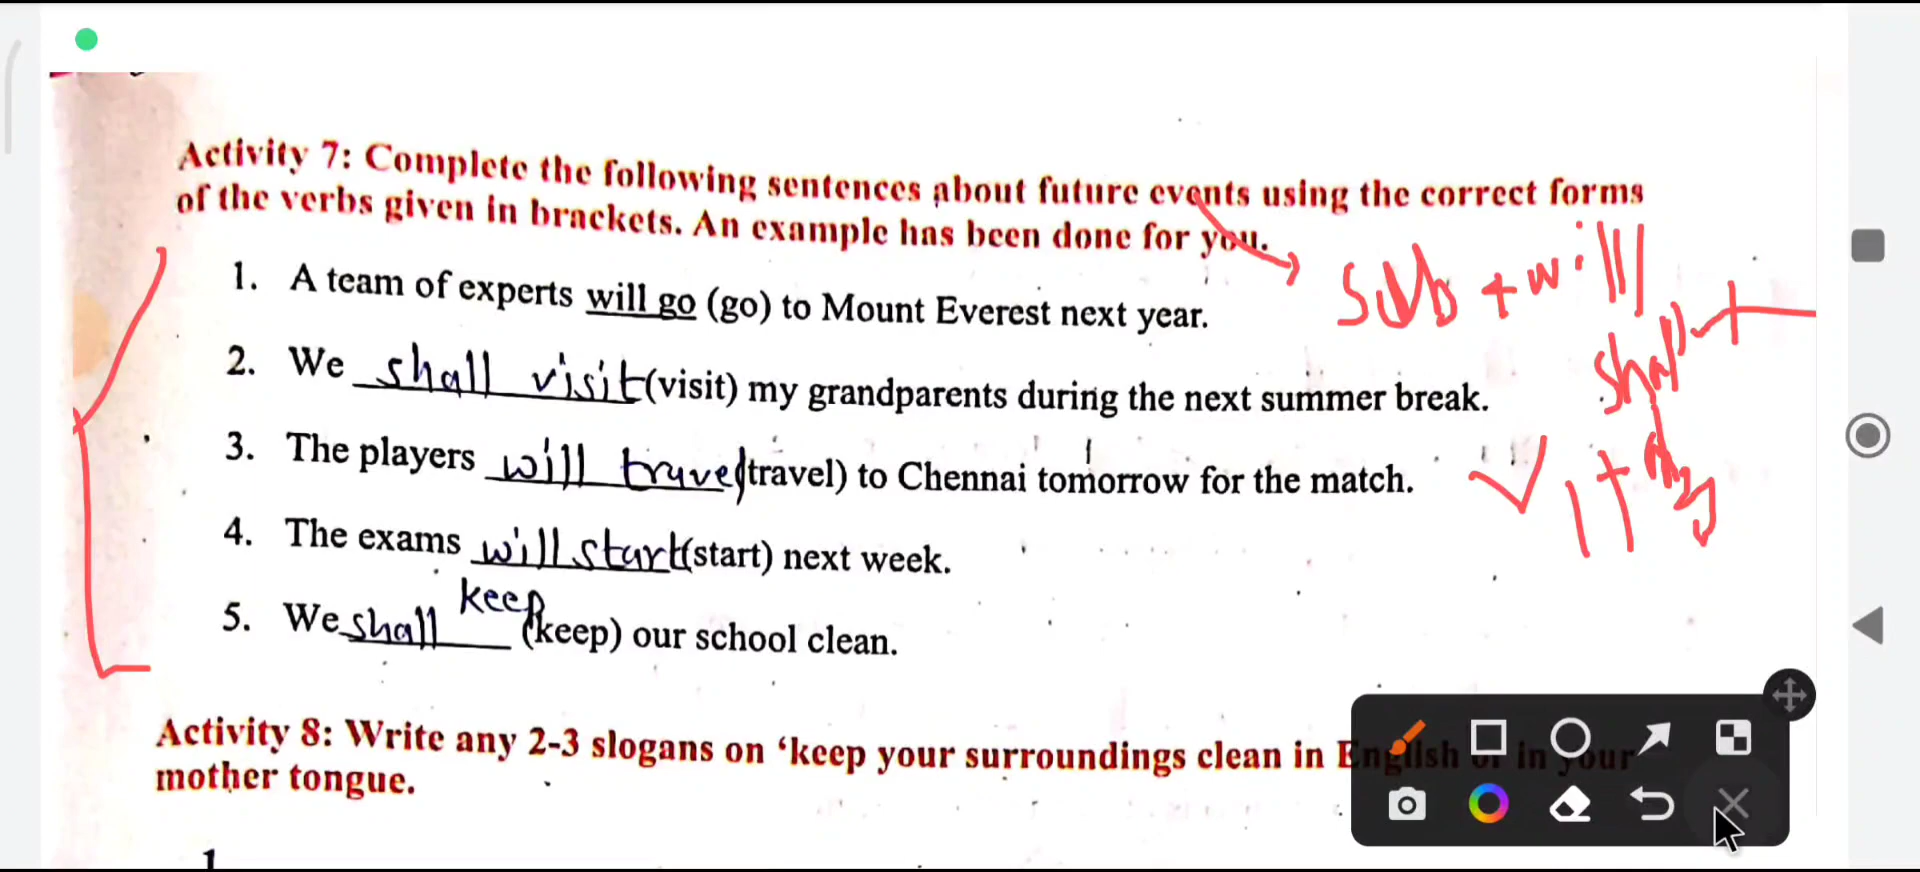 Activity 7: Complete the following sentences about future events using the correct forms
of the verbs given in brackets. An example has been done for you.
sub + will
1. A team of experts will go (go) to Mount Everest next year.
shall +
2. We shall visit (visit) my grandparents during the next summer break.
3. The players will travel (travel) to Chennai tomorrow for the match.
V1 +
4. The exams will start (start) next week.
5. We shall keep (keep) our school clean.
Activity 8: Write any 2-3 slogans on ‘keep your surroundings clean in English or in your
mother tongue.
1